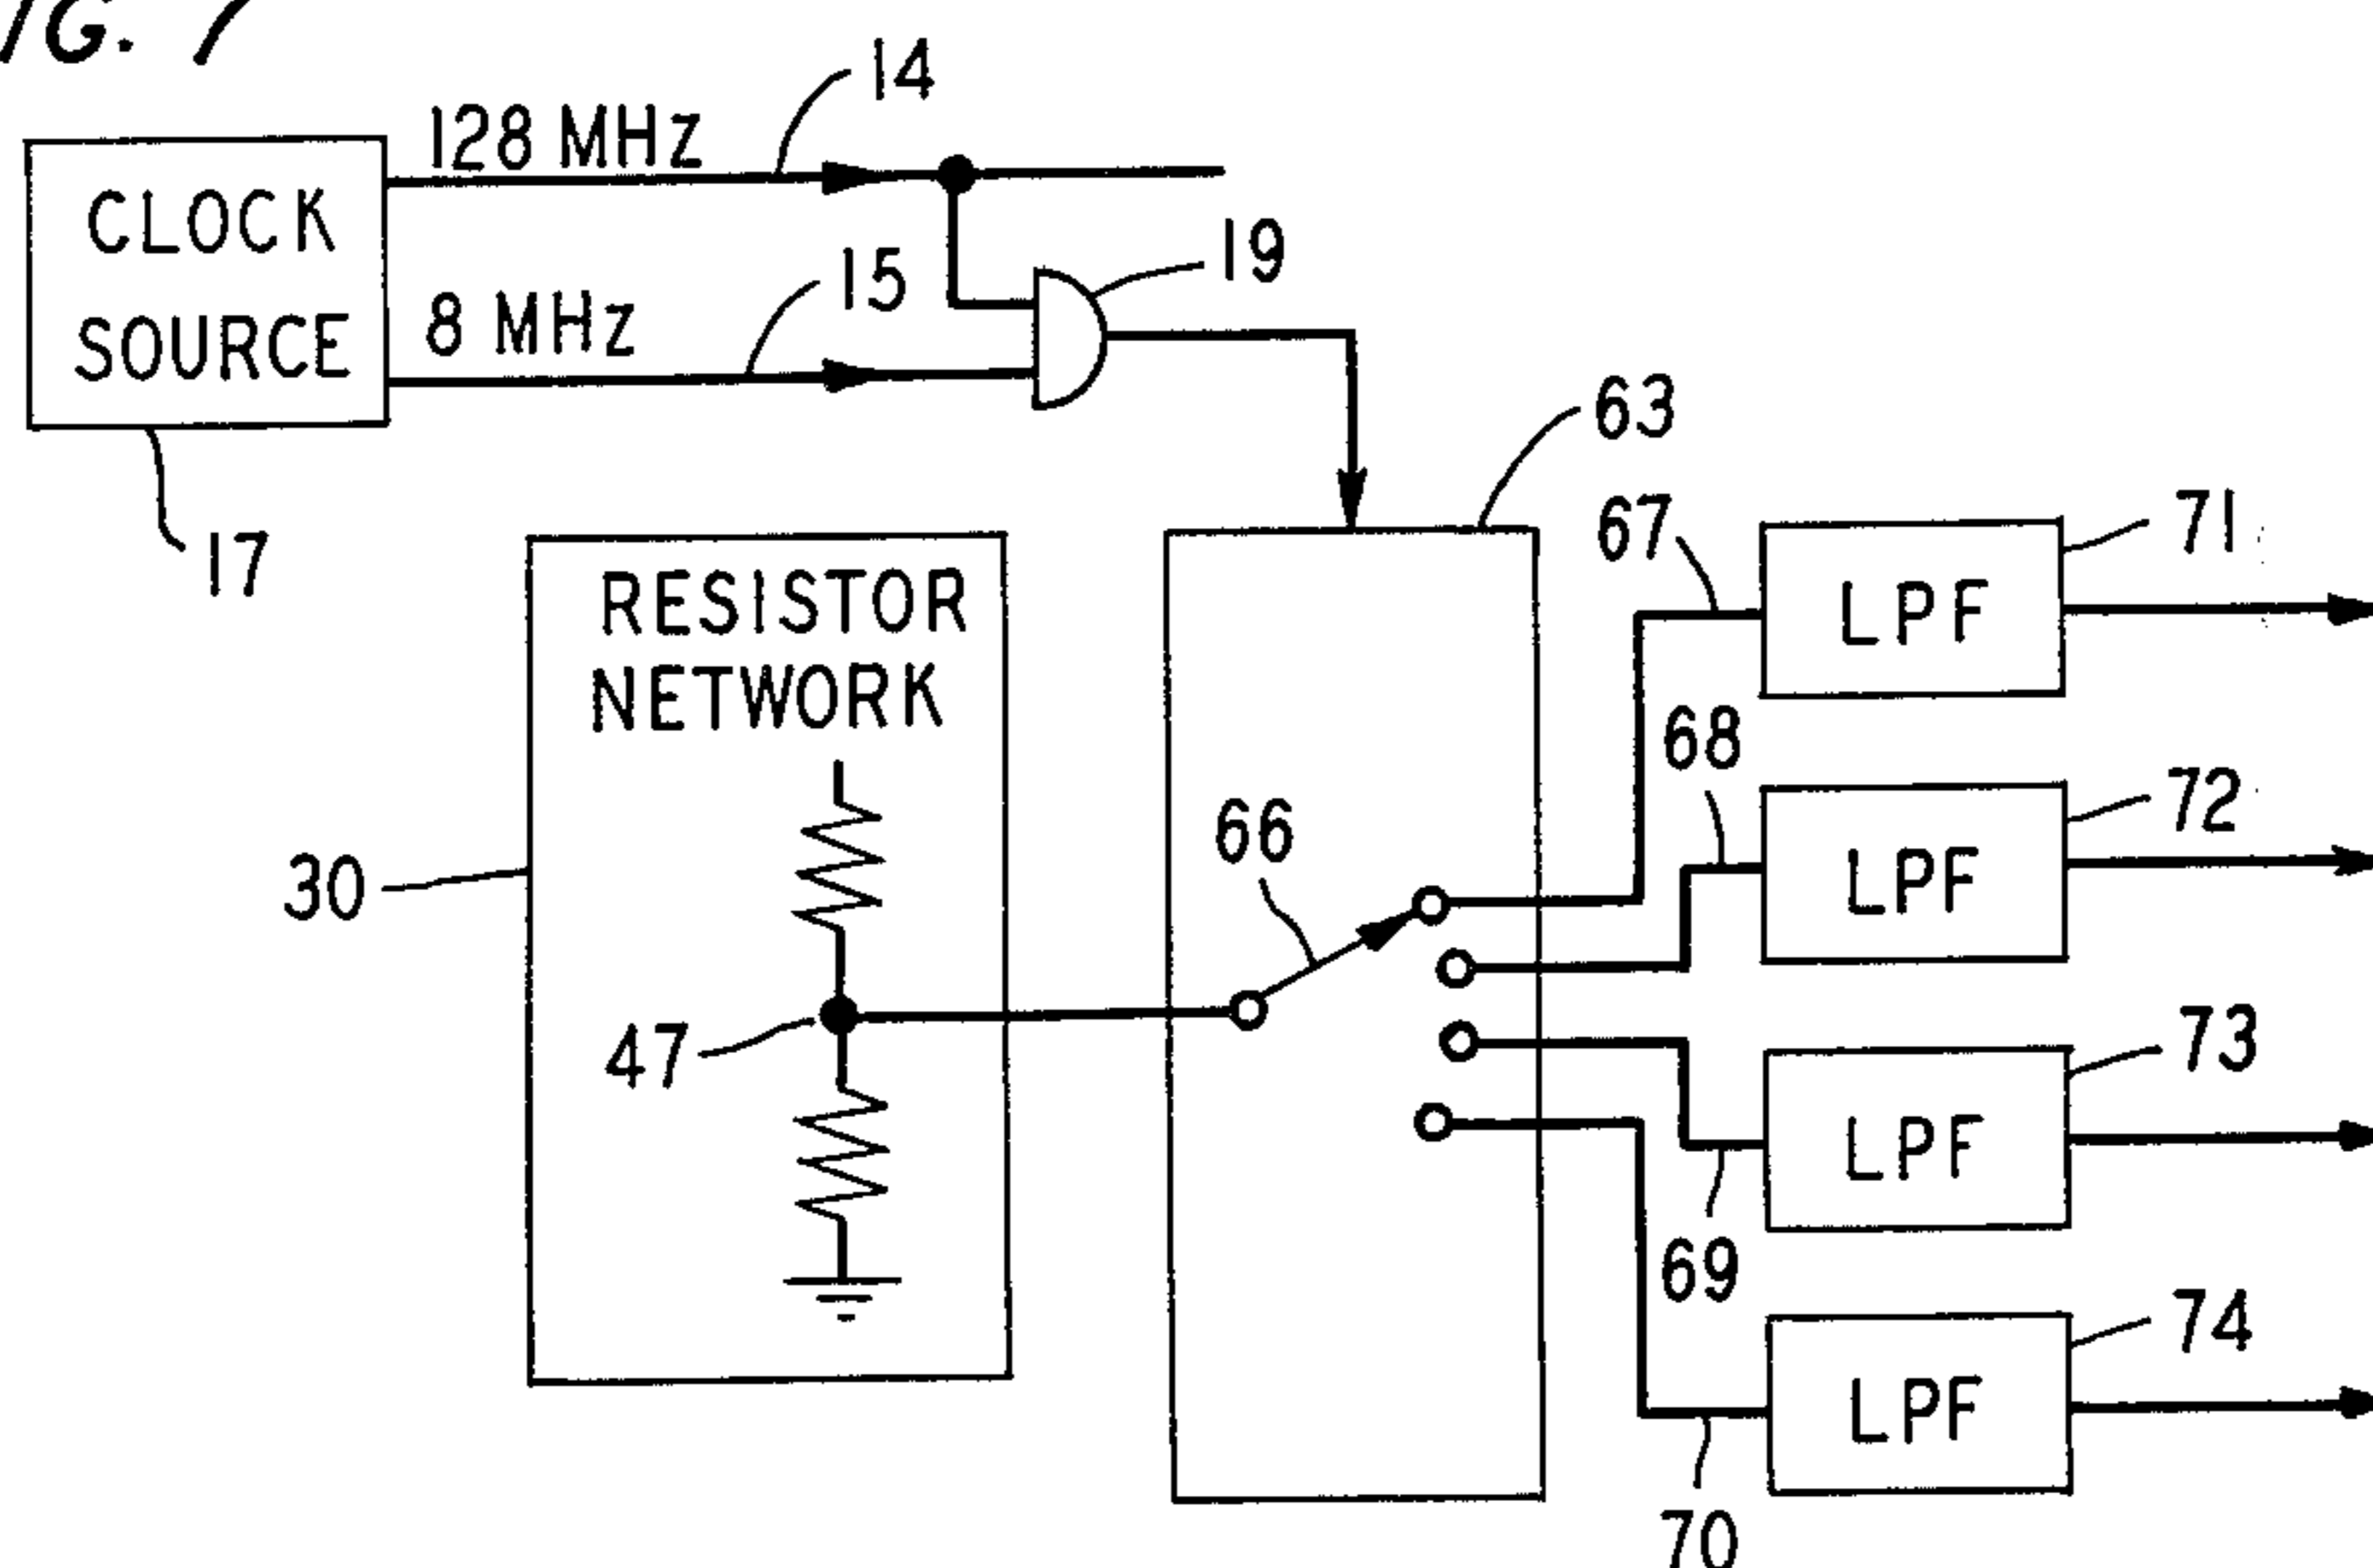 IG. 7
14
128 MHz
CLOCK
SOURCE
15
8 MHz
19
17
63
67
71
RESISTOR
NETWORK
LPF
68
72
66
LPF
30
47
73
LPF
69
74
LPF
70